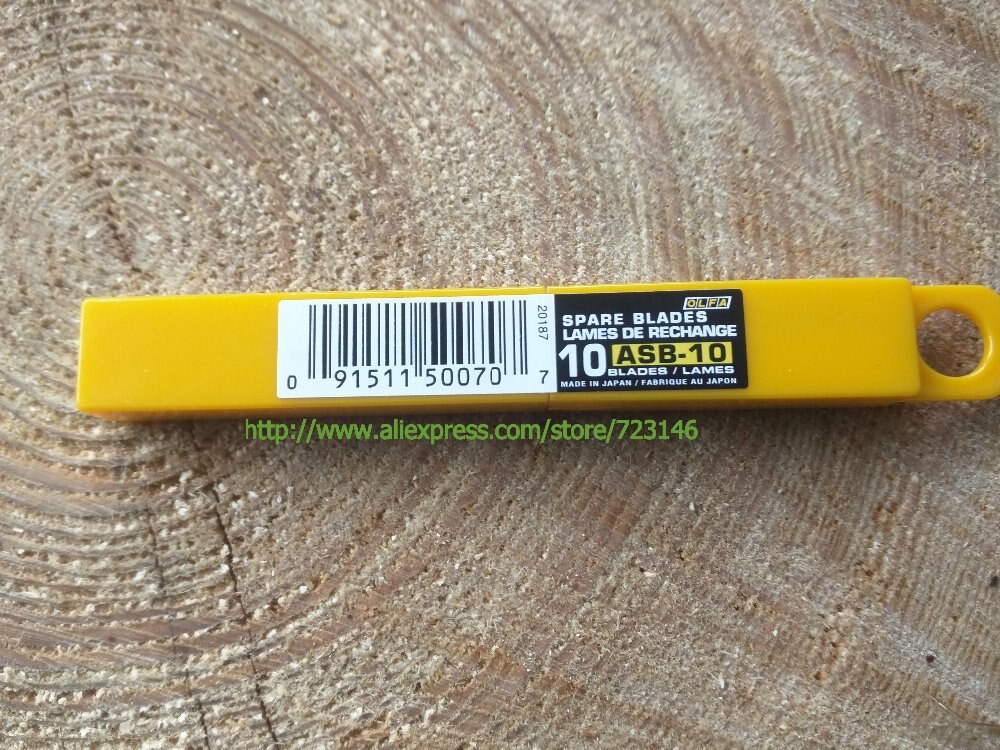 OLFA
SPARE BLADES
LAMES DE RECHANGE
10 ASB-10
BLADES / LAMES
MADE IN JAPAN / FABRIQUE AU JAPON
20187
0 91511 50070 7
http://www.aliexpress.com/store/723146